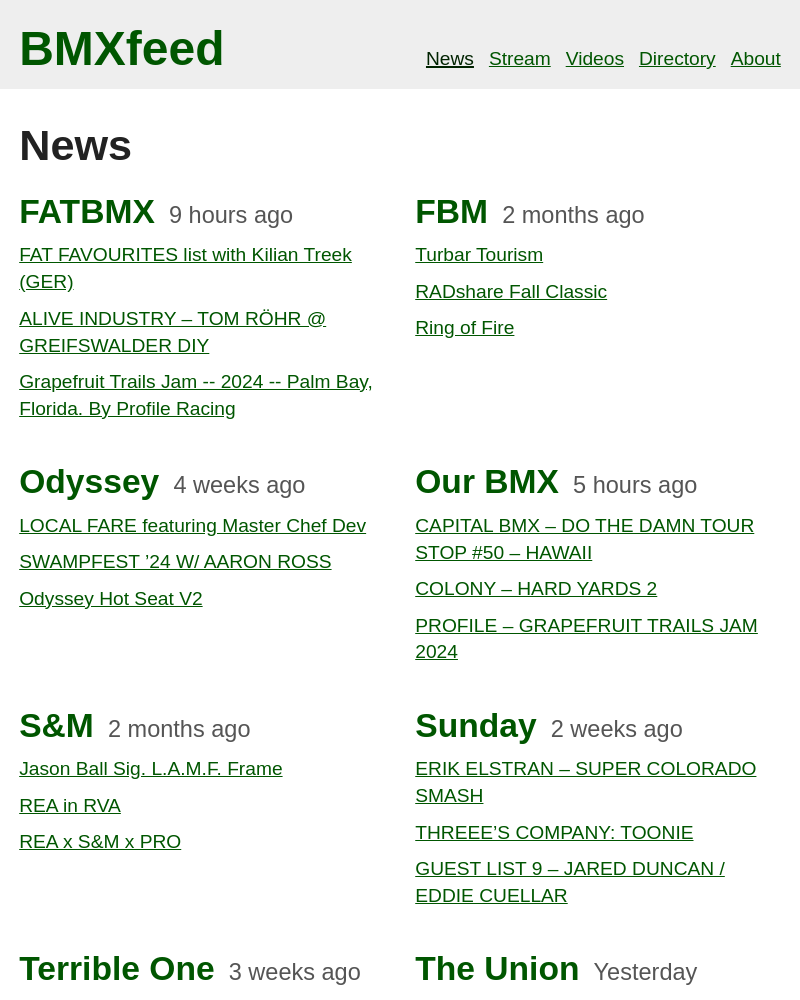 BMXfeed
News Stream Videos Directory About
News
FATBMX 9 hours ago
FAT FAVOURITES list with Kilian Treek
(GER)
ALIVE INDUSTRY – TOM RÖHR @
GREIFSWALDER DIY
Grapefruit Trails Jam -- 2024 -- Palm Bay,
Florida. By Profile Racing
FBM 2 months ago
Turbar Tourism
RADshare Fall Classic
Ring of Fire
Odyssey 4 weeks ago
LOCAL FARE featuring Master Chef Dev
SWAMPFEST ’24 W/ AARON ROSS
Odyssey Hot Seat V2
Our BMX 5 hours ago
CAPITAL BMX – DO THE DAMN TOUR
STOP #50 – HAWAII
COLONY – HARD YARDS 2
PROFILE – GRAPEFRUIT TRAILS JAM
2024
S&M 2 months ago
Jason Ball Sig. L.A.M.F. Frame
REA in RVA
REA x S&M x PRO
Sunday 2 weeks ago
ERIK ELSTRAN – SUPER COLORADO
SMASH
THREEE’S COMPANY: TOONIE
GUEST LIST 9 – JARED DUNCAN /
EDDIE CUELLAR
Terrible One 3 weeks ago
The Union Yesterday